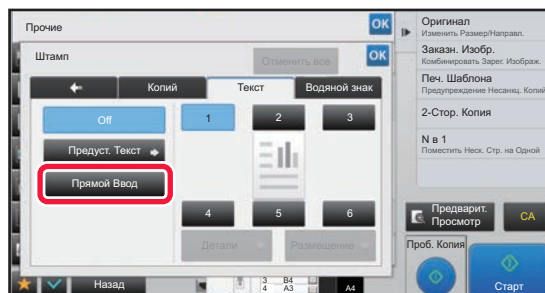 Прочие
OK
Штамп
Отменить все
OK
Копий
Текст
Водяной знак
Off
1
2
3
Предуст. Текст
Прямой Ввод
4
5
6
Детали
Размещение
Назад
3 B4
4 A3
A4
Оригинал
Изменить Размер/Направл.
Заказн. Изобр.
Комбинировать Зарег. Изображ.
Печ. Шаблона
Предупреждение Несанкц. Копий
2-Стор. Копия
N в 1
Поместить Неск. Стр. на Одной
Предварит.
Просмотр
CA
Проб. Копия
Старт